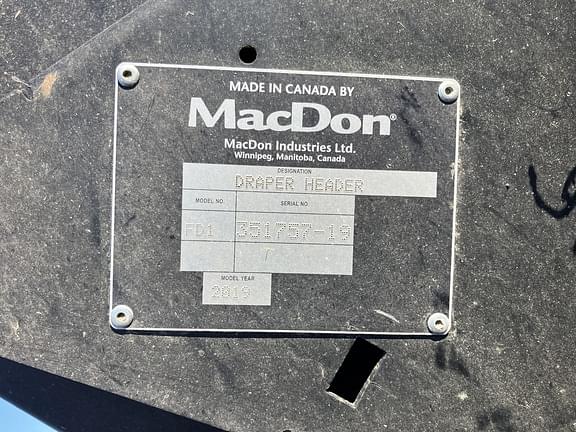 MADE IN CANADA BY
MacDon®
MacDon Industries Ltd.
Winnipeg, Manitoba, Canada
DESIGNATION
DRAPER HEADER
MODEL NO. SERIAL NO.
FD1 351757-19
MODEL YEAR
2019